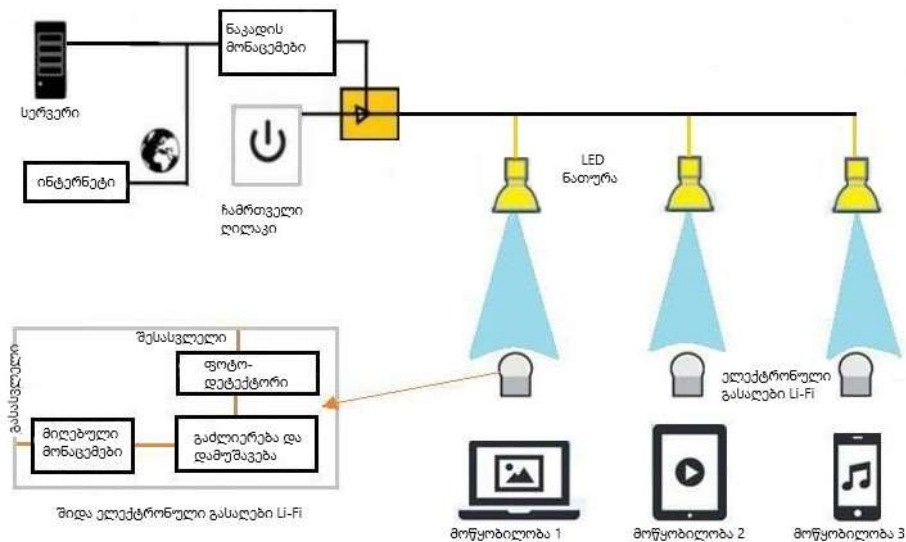 ნაკადის
მონაცემები
სერვერი
ინტერნეტი
ჩამრთველი
ღილაკი
LED
ნათურა
შესასვლელი
გასასვლელი
ფოტო-
დეტექტორი
მიღებული
მონაცემები
გაძლიერება და
დამუშავება
შიდა ელექტრონული გასაღები Li-Fi
ელექტრონული
გასაღები Li-Fi
მოწყობილობა 1
მოწყობილობა 2
მოწყობილობა 3